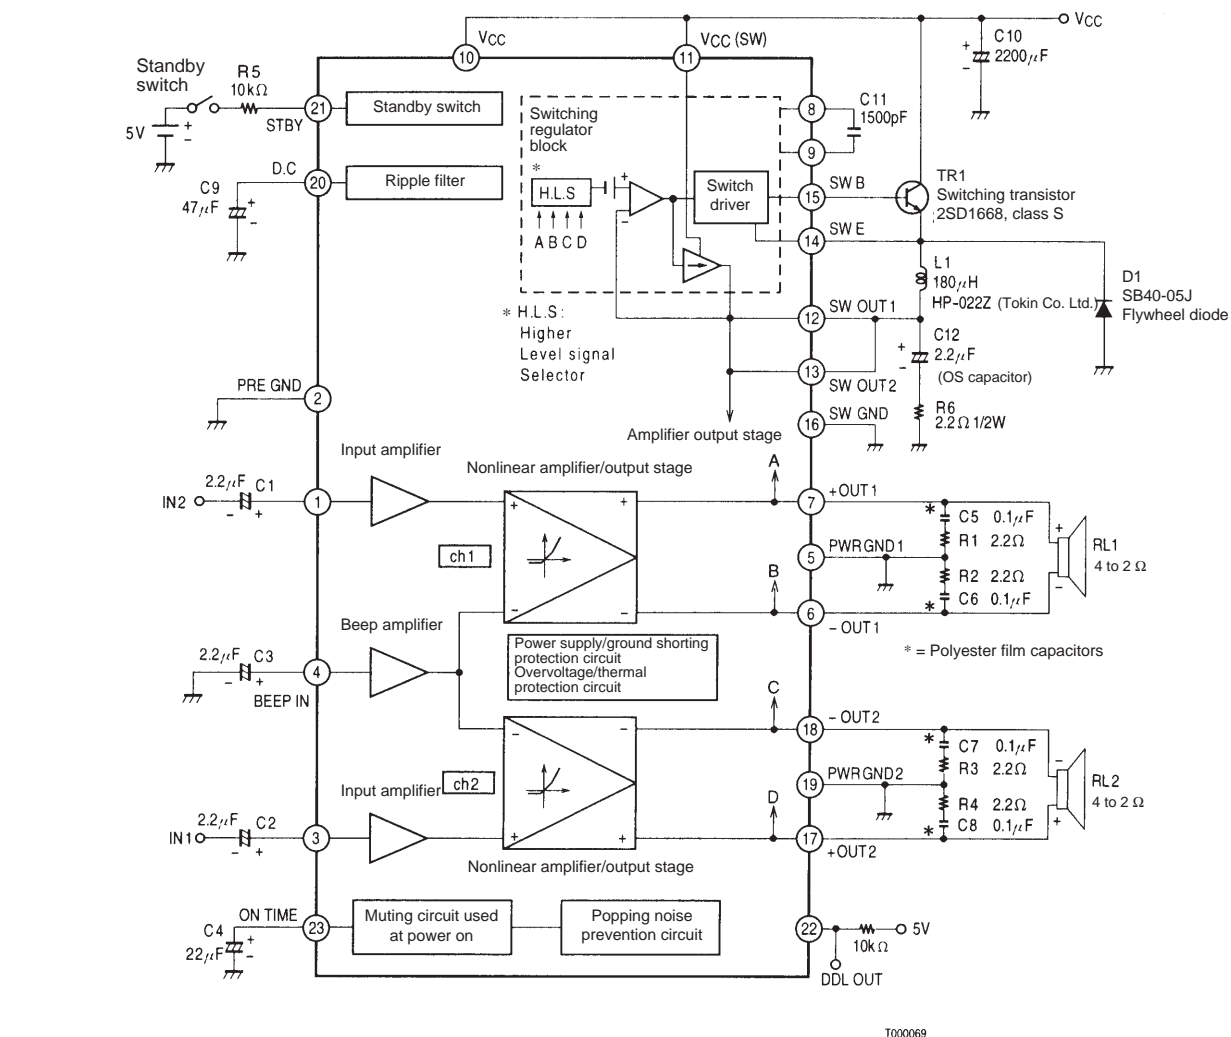 VCC
VCC
VCC (SW)
10
11
C10
2200μF
+
−
Standby
switch
R5
10kΩ
5V
+
−
STBY
21
Standby switch
D.C
20
Ripple filter
C9
47μF
+
−
Switching
regulator
block
*
H.L.S
A B C D
+
−
Switch
driver
8
9
C11
1500pF
15
SW B
14
SW E
TR1
Switching transistor
2SD1668, class S
L1
180μH
HP-022Z (Tokin Co. Ltd.)
D1
SB40-05J
Flywheel diode
* H.L.S :
Higher
Level signal
Selector
12
SW OUT1
13
SW OUT2
+
−
C12
2.2μF
(OS capacitor)
R6
2.2Ω 1/2W
16
SW GND
Amplifier output stage
PRE GND
2
Input amplifier
Nonlinear amplifier/output stage
IN2
2.2μF
C1
−
+
1
+
+
−
−
ch1
A
B
7
+OUT1
5
PWR GND1
6
−OUT1
*
C5 0.1μF
R1 2.2Ω
R2 2.2Ω
*
C6 0.1μF
+
−
RL1
4 to 2 Ω
* = Polyester film capacitors
Beep amplifier
2.2μF
C3
−
+
4
BEEP IN
Power supply/ground shorting
protection circuit
Overvoltage/thermal
protection circuit
C
D
18
−OUT2
19
PWR GND2
17
+OUT2
−
−
+
+
ch2
*
C7 0.1μF
R3 2.2Ω
R4 2.2Ω
*
C8 0.1μF
−
+
RL2
4 to 2 Ω
Input amplifier
IN1
2.2μF
C2
−
+
3
Nonlinear amplifier/output stage
ON TIME
23
C4
22μF
+
−
Muting circuit used
at power on
Popping noise
prevention circuit
22
10kΩ
5V
DDL OUT
T000069